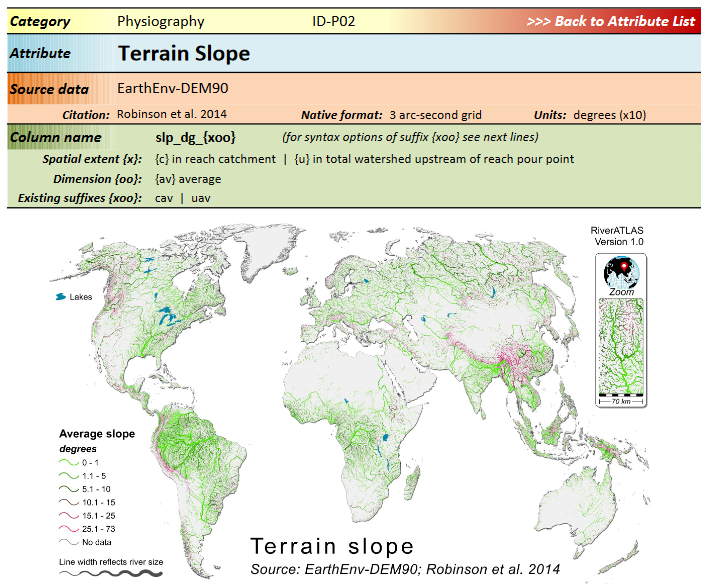 Category Physiography ID-P02 >>> Back to Attribute List
Attribute Terrain Slope
Source data EarthEnv-DEM90
Citation: Robinson et al. 2014 Native format: 3 arc-second grid Units: degrees (x10)
Column name slp_dg_{xoo} (for syntax options of suffix {xoo} see next lines)
Spatial extent {x}: {c} in reach catchment | {u} in total watershed upstream of reach pour point
Dimension {oo}: {av} average
Existing suffixes {xoo}: cav | uav
RiverATLAS
Version 1.0
Zoom
70 km
Lakes
Average slope
degrees
0 - 1
1.1 - 5
5.1 - 10
10.1 - 15
15.1 - 25
25.1 - 73
No data
Line width reflects river size
Terrain slope
Source: EarthEnv-DEM90; Robinson et al. 2014